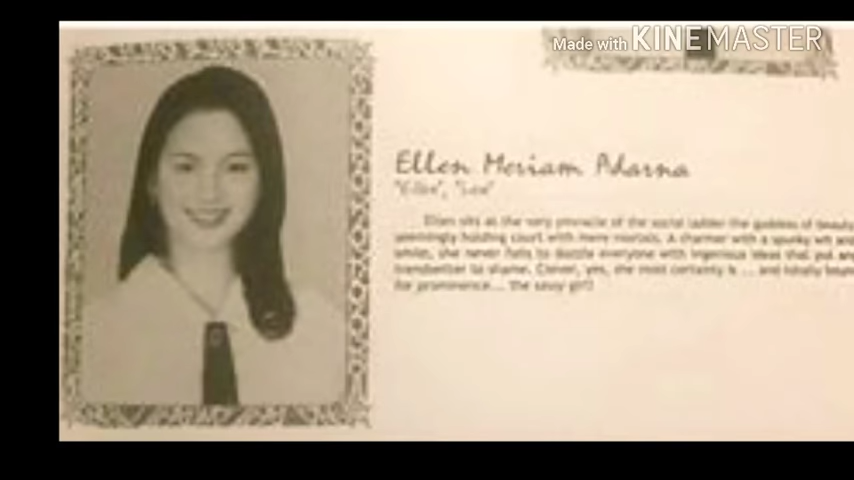 Made with KINEMASTER
Ellen Meriam Adarna
"Ellen",
Ellen sits at the very pinnacle of the social ladder the goddess of beauty
seemingly holding court with mere mortals. A charmer with a spunky wit and
she never fails to dazzle everyone with ingenious ideas that put any
to shame. Clever, yes, she most certainly is ... and totally bound
for prominence... the savvy girl!